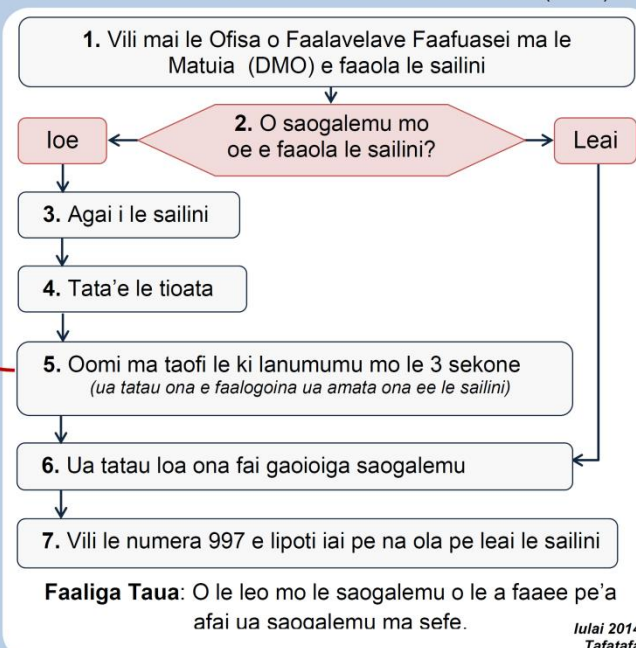 1. Vili mai le Ofisa o Faalavelave Faafuasei ma le
Matuia (DMO) e faaola le sailini
2. O saogalemu mo
oe e faaola le sailini?
Ioe
Leai
3. Agai i le sailini
4. Tata'e le tioata
5. Oomi ma taofi le ki lanumumu mo le 3 sekone
(ua tatau ona e faalogoina ua amata ona ee le sailini)
6. Ua tatau loa ona fai gaoioiga saogalemu
7. Vili le numera 997 e lipoti iai pe na ola pe leai le sailini
Faaliga Taua: O le leo mo le saogalemu o le a faaee pe'a
afai ua saogalemu ma sefe.
Iulai 2014